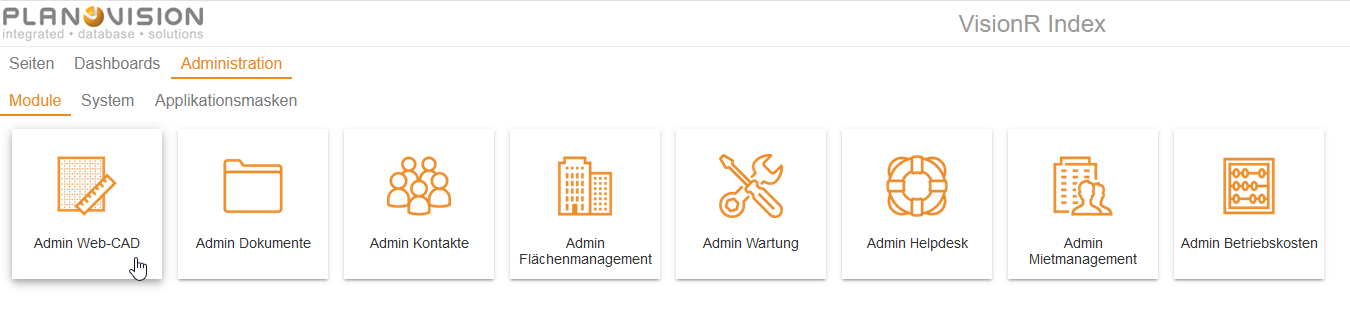 PLANOVISION
integrated • database • solutions
VisionR Index
Seiten Dashboards Administration
Module System Applikationsmasken
Admin Web-CAD
Admin Dokumente
Admin Kontakte
Admin
Flächenmanagement
Admin Wartung
Admin Helpdesk
Admin
Mietmanagement
Admin Betriebskosten